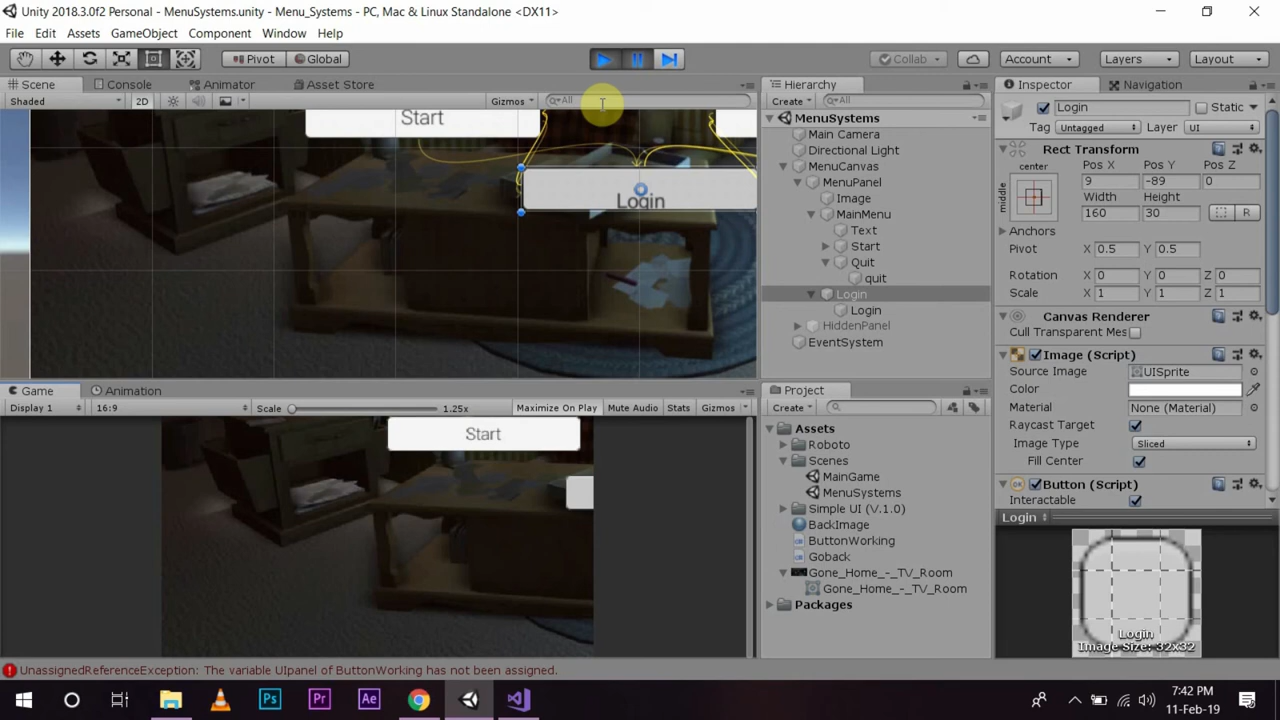 Unity 2018.3.0f2 Personal - MenuSystems.unity - Menu_Systems - PC, Mac & Linux Standalone <DX11>
File Edit Assets GameObject Component Window Help
Pivot Global Collab Account Layers Layout
Scene Console Animator Asset Store
Shaded 2D Gizmos All
Start
Login
Hierarchy
Create All
MenuSystems
Main Camera
Directional Light
MenuCanvas
MenuPanel
Image
MainMenu
Text
Start
Quit
quit
Login
Login
HiddenPanel
EventSystem
Inspector Navigation
Login Static
Tag Untagged Layer UI
Rect Transform
center Pos X Pos Y Pos Z
middle 9 -89 0
Width Height
160 30 R
Anchors
Pivot X 0.5 Y 0.5
Rotation X 0 Y 0 Z 0
Scale X 1 Y 1 Z 1
Canvas Renderer
Cull Transparent Mes
Image (Script)
Source Image UISprite
Color
Material None (Material)
Raycast Target
Image Type Sliced
Fill Center
Button (Script)
Interactable
Login
Login
Image Size: 32x32
Game Animation
Display 1 16:9 Scale 1.25x Maximize On Play Mute Audio Stats Gizmos
Start
Project
Create
Assets
Roboto
Scenes
MainGame
MenuSystems
Simple UI (V.1.0)
BackImage
ButtonWorking
Goback
Gone_Home_-_TV_Room
Gone_Home_-_TV_Room
Packages
UnassignedReferenceException: The variable UIpanel of ButtonWorking has not been assigned.
Ps Pr Ae
7:42 PM
11-Feb-19